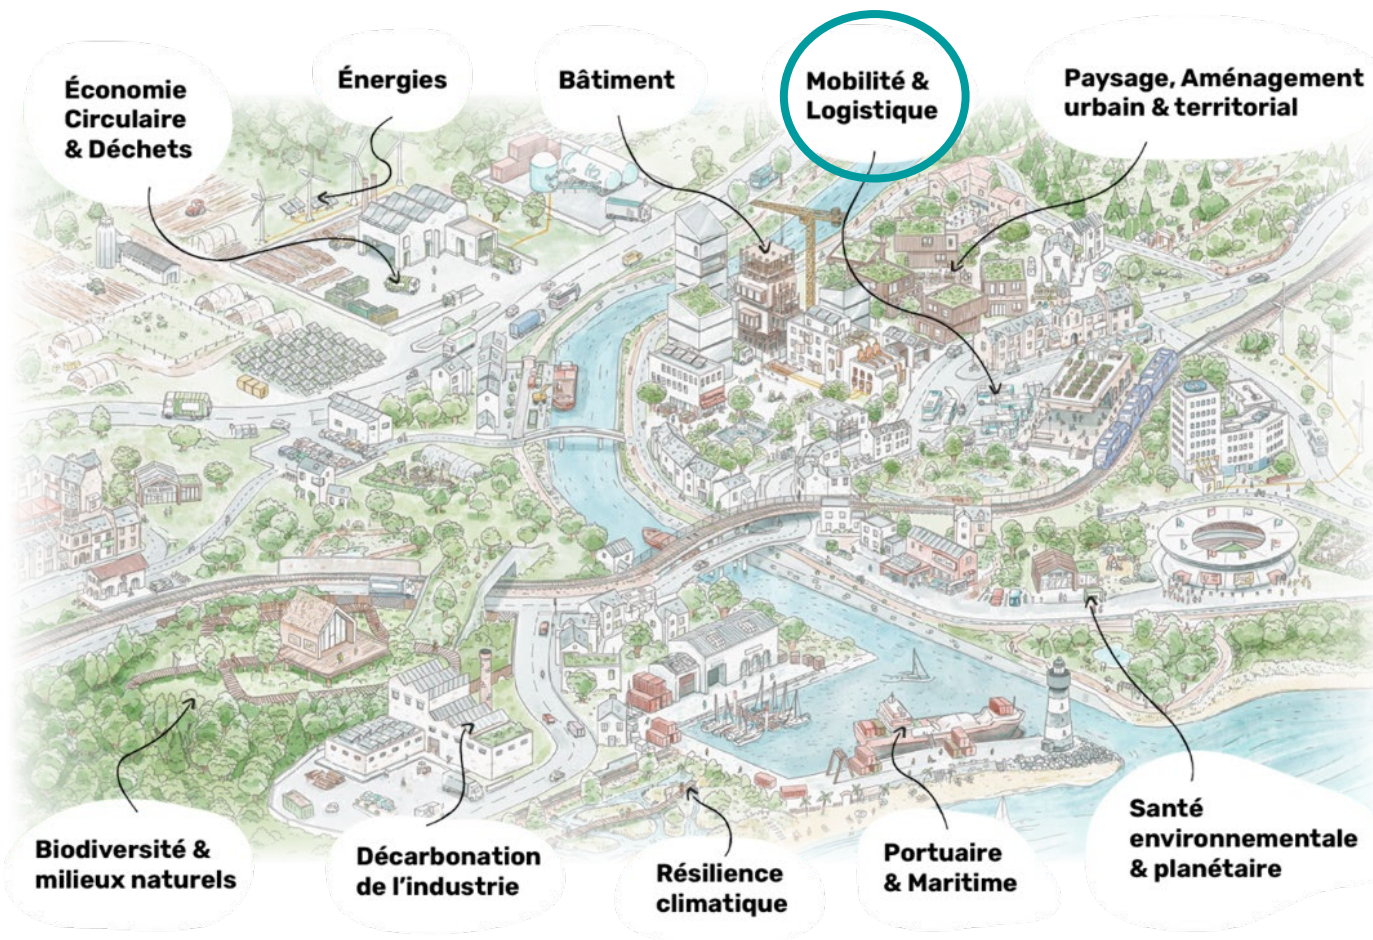 Économie
Circulaire
& Déchets
Énergies
Bâtiment
Mobilité &
Logistique
Paysage, Aménagement
urbain & territorial
Biodiversité &
milieux naturels
Décarbonation
de l'industrie
Résilience
climatique
Portuaire
& Maritime
Santé
environnementale
& planétaire